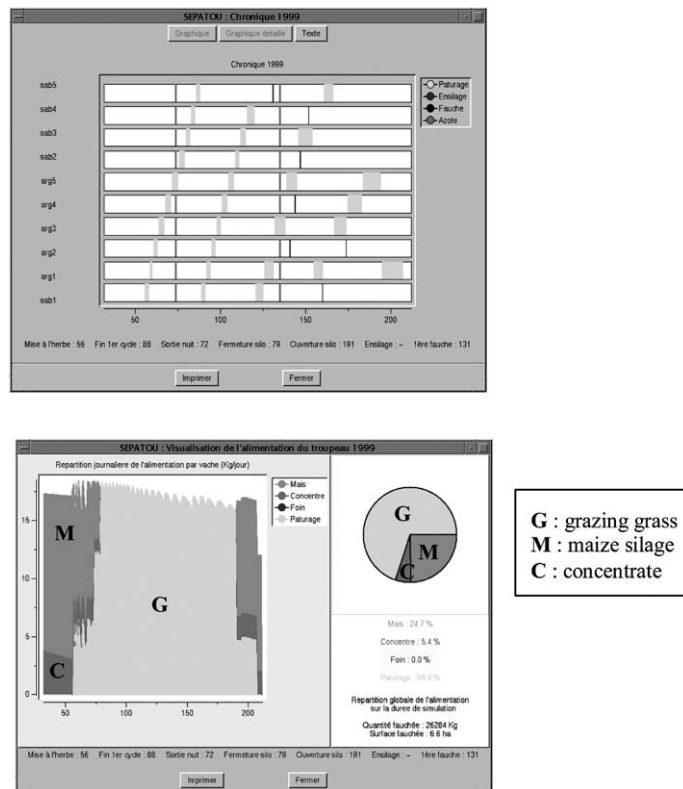 SEPATOU : Chronique 1999
Graphique Graphique detaille Texte
Chronique 1999
sab5
sab4
sab3
sab2
arg5
arg4
arg3
arg2
arg1
sab1
Paturage
Ensilage
Fauche
Azote
50 100 150 200
Mise à l'herbe : 56 Fin 1er cycle : 88 Sortie nuit : 72 Fermeture silo : 79 Ouverture silo : 191 Ensilage : – 1ère fauche : 131
Imprimer Fermer
SEPATOU : Visualisation de l'alimentation du troupeau 1999
Repartition journaliere de l'alimentation par vache (Kg/jour)
Mais
Concentre
Foin
Paturage
15
10
5
0
50 100 150 200
M
G
C
G
M
C
Mais : 24.7 %
Concentre : 5.4 %
Foin : 0.0 %
Paturage :
Repartition globale de l'alimentation
sur la duree de simulation
Quantité fauchée : 26284 Kg
Surface fauchée : 6.6 ha
Mise à l'herbe : 56 Fin 1er cycle : 88 Sortie nuit : 72 Fermeture silo : 79 Ouverture silo : 191 Ensilage : – 1ère fauche : 131
Imprimer Fermer
G : grazing grass
M : maize silage
C : concentrate